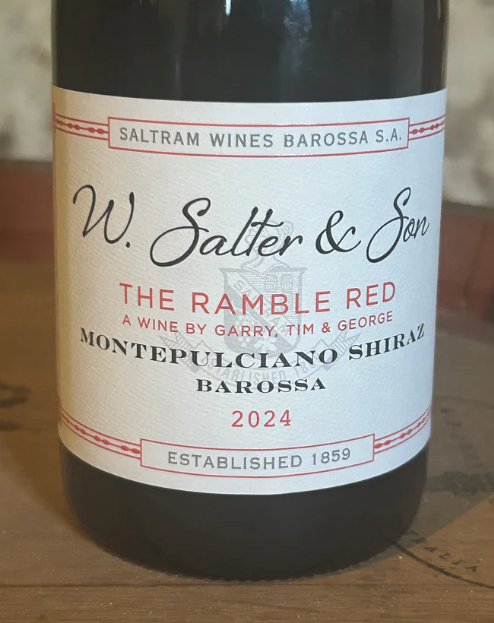 SALTRAM WINES BAROSSA S.A.
W. Salter & Son
THE RAMBLE RED
A WINE BY GARRY, TIM & GEORGE
MONTEPULCIANO SHIRAZ
BAROSSA
2024
ESTABLISHED 1859